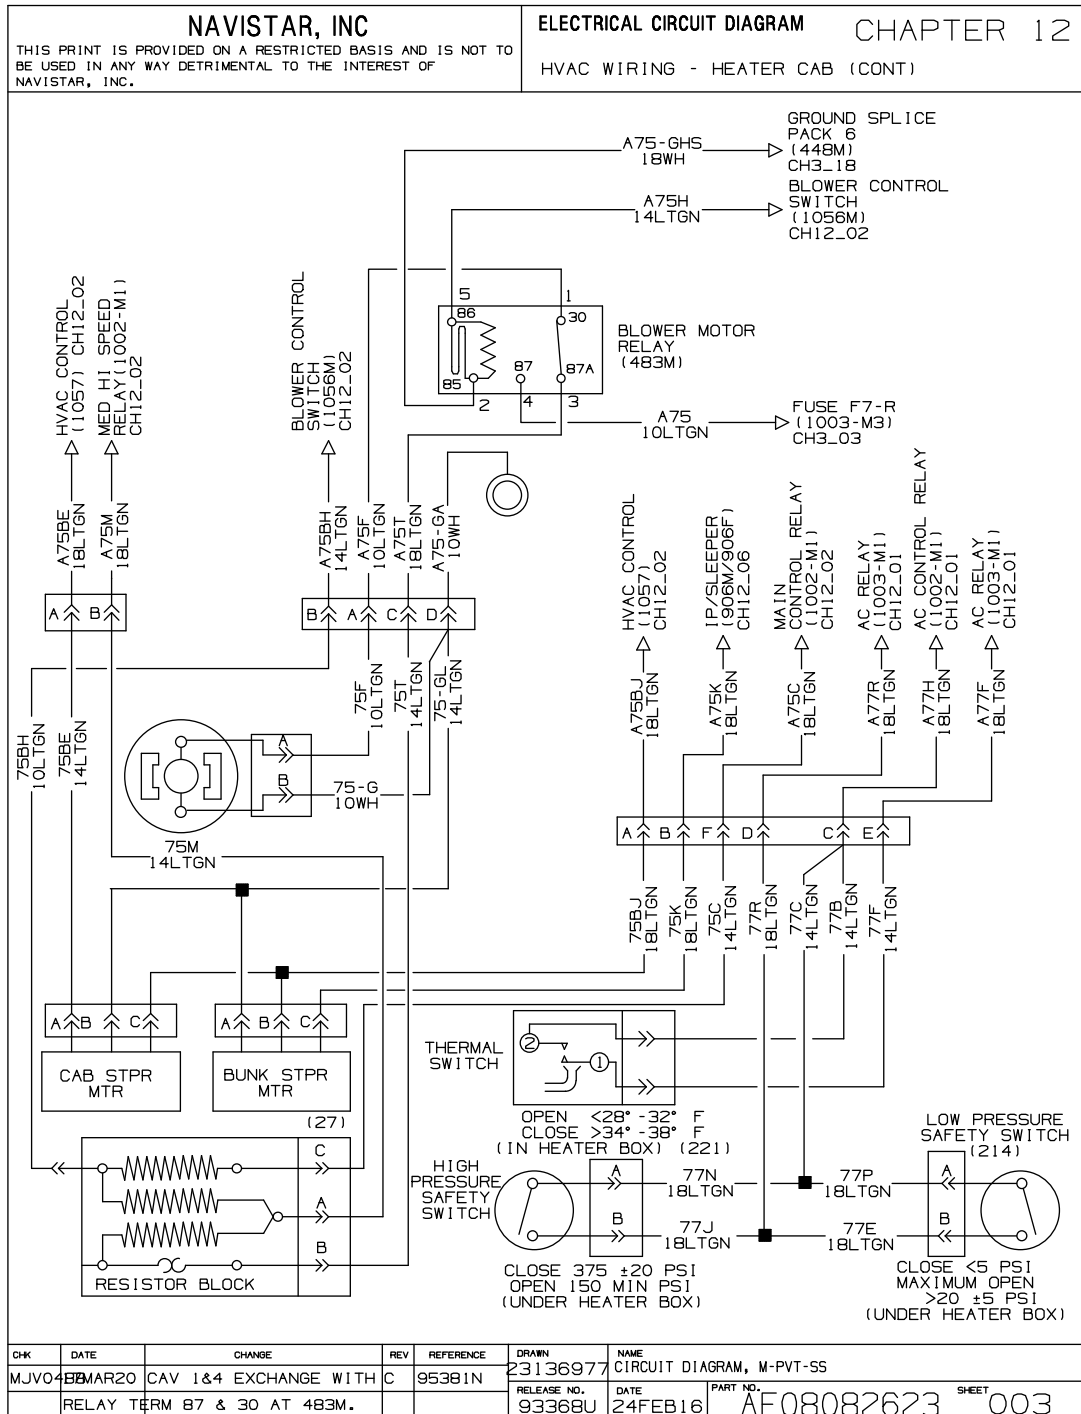 NAVISTAR, INC
THIS PRINT IS PROVIDED ON A RESTRICTED BASIS AND IS NOT TO
BE USED IN ANY WAY DETRIMENTAL TO THE INTEREST OF
NAVISTAR, INC.
ELECTRICAL CIRCUIT DIAGRAM
CHAPTER 12
HVAC WIRING - HEATER CAB (CONT)
A75-GHS
18WH
GROUND SPLICE
PACK 6
(448M)
CH3_18
A75H
14LTGN
BLOWER CONTROL
SWITCH
(1056M)
CH12_02
HVAC CONTROL
(1057) CH12_02
MED HI SPEED
RELAY(1002-M1)
CH12_02
BLOWER CONTROL
SWITCH
(1056M)
CH12_02
5
1
86
30
85
87
87A
2
4
3
BLOWER MOTOR
RELAY
(483M)
A75
10LTGN
FUSE F7-R
(1003-M3)
CH3_03
A75BE
18LTGN
A75M
18LTGN
A75BH
14LTGN
A75F
10LTGN
A75T
18LTGN
A75-GA
10WH
HVAC CONTROL
(1057)
CH12_02
IP/SLEEPER
(906M/906F)
CH12_06
MAIN
CONTROL RELAY
(1002-M1)
CH12_02
AC RELAY
(1003-M1)
CH12_01
AC CONTROL RELAY
(1002-M1)
CH12_01
AC RELAY
(1003-M1)
CH12_01
A
B
B
A
C
D
A75BJ
18LTGN
A75K
18LTGN
A75C
18LTGN
A77R
18LTGN
A77H
18LTGN
A77F
18LTGN
75BH
10LTGN
75BE
14LTGN
75F
10LTGN
75T
14LTGN
75-GL
14LTGN
A
B
75-G
10WH
75M
14LTGN
A
B
F
D
C
E
75BJ
18LTGN
75K
18LTGN
75C
14LTGN
77R
18LTGN
77C
14LTGN
77B
14LTGN
77F
14LTGN
A
B
C
A
B
C
CAB STPR
MTR
BUNK STPR
MTR
(27)
THERMAL
SWITCH
2
1
OPEN <28° -32° F
CLOSE >34° -38° F
(IN HEATER BOX) (221)
C
A
B
RESISTOR BLOCK
HIGH
PRESSURE
SAFETY
SWITCH
A
B
77N
18LTGN
77J
18LTGN
77P
18LTGN
77E
18LTGN
LOW PRESSURE
SAFETY SWITCH
(214)
A
B
CLOSE 375 ±20 PSI
OPEN 150 MIN PSI
(UNDER HEATER BOX)
CLOSE <5 PSI
MAXIMUM OPEN
>20 ±5 PSI
(UNDER HEATER BOX)
CHK DATE CHANGE REV REFERENCE
CAV 1&4 EXCHANGE WITH C 95381N
RELAY TERM 87 & 30 AT 483M.
DRAWN
23136977
NAME
CIRCUIT DIAGRAM, M-PVT-SS
RELEASE NO.
93368U
DATE
24FEB16
PART NO.
AF08082623
SHEET
003